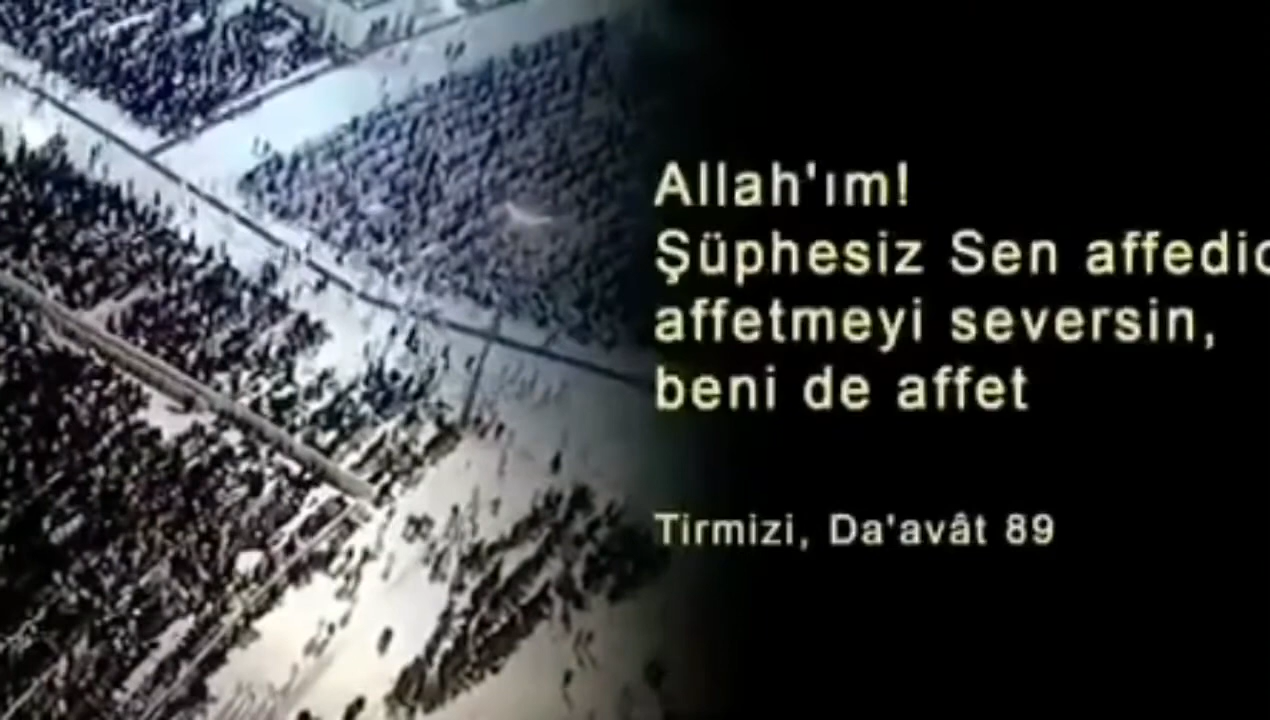 Allah'ım!
Şüphesiz Sen
affetmeyi seversin,
beni de affet
Tirmizi, Da'avât 89